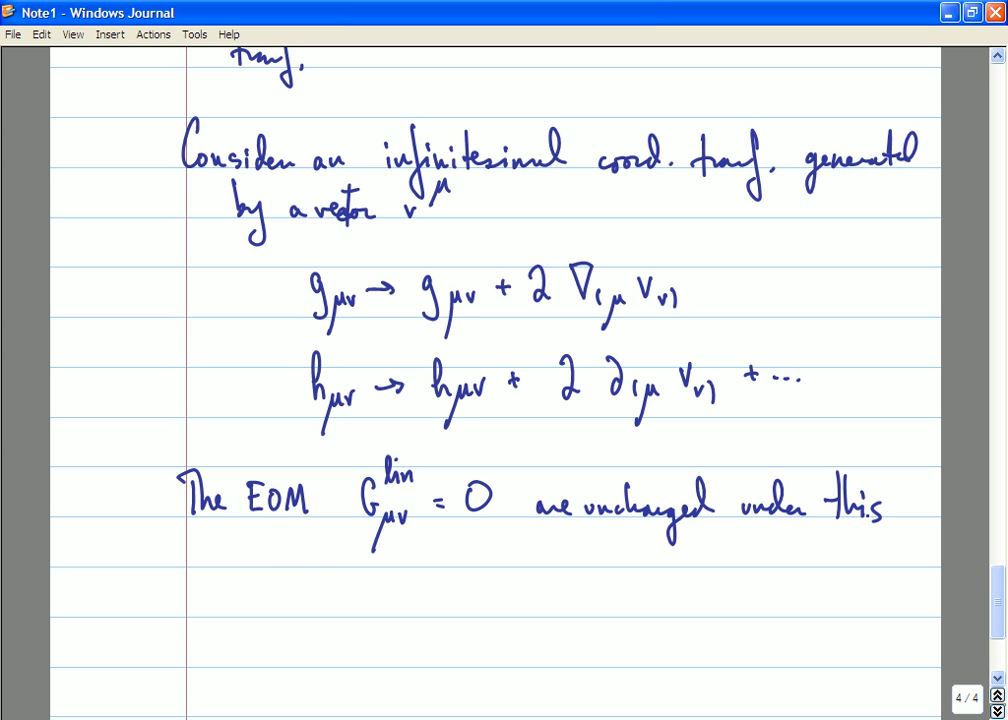 Note1 - Windows Journal
File Edit View Insert Actions Tools Help
transf.
Consider an infinitesimal coord. transf. generated
by a vector v^μ
g_μν → g_μν + 2 ∇_(μ v_ν)
h_μν → h_μν + 2 ∂_(μ v_ν) + ...
The EOM G^lin_μν = 0 are unchanged under this
4 / 4